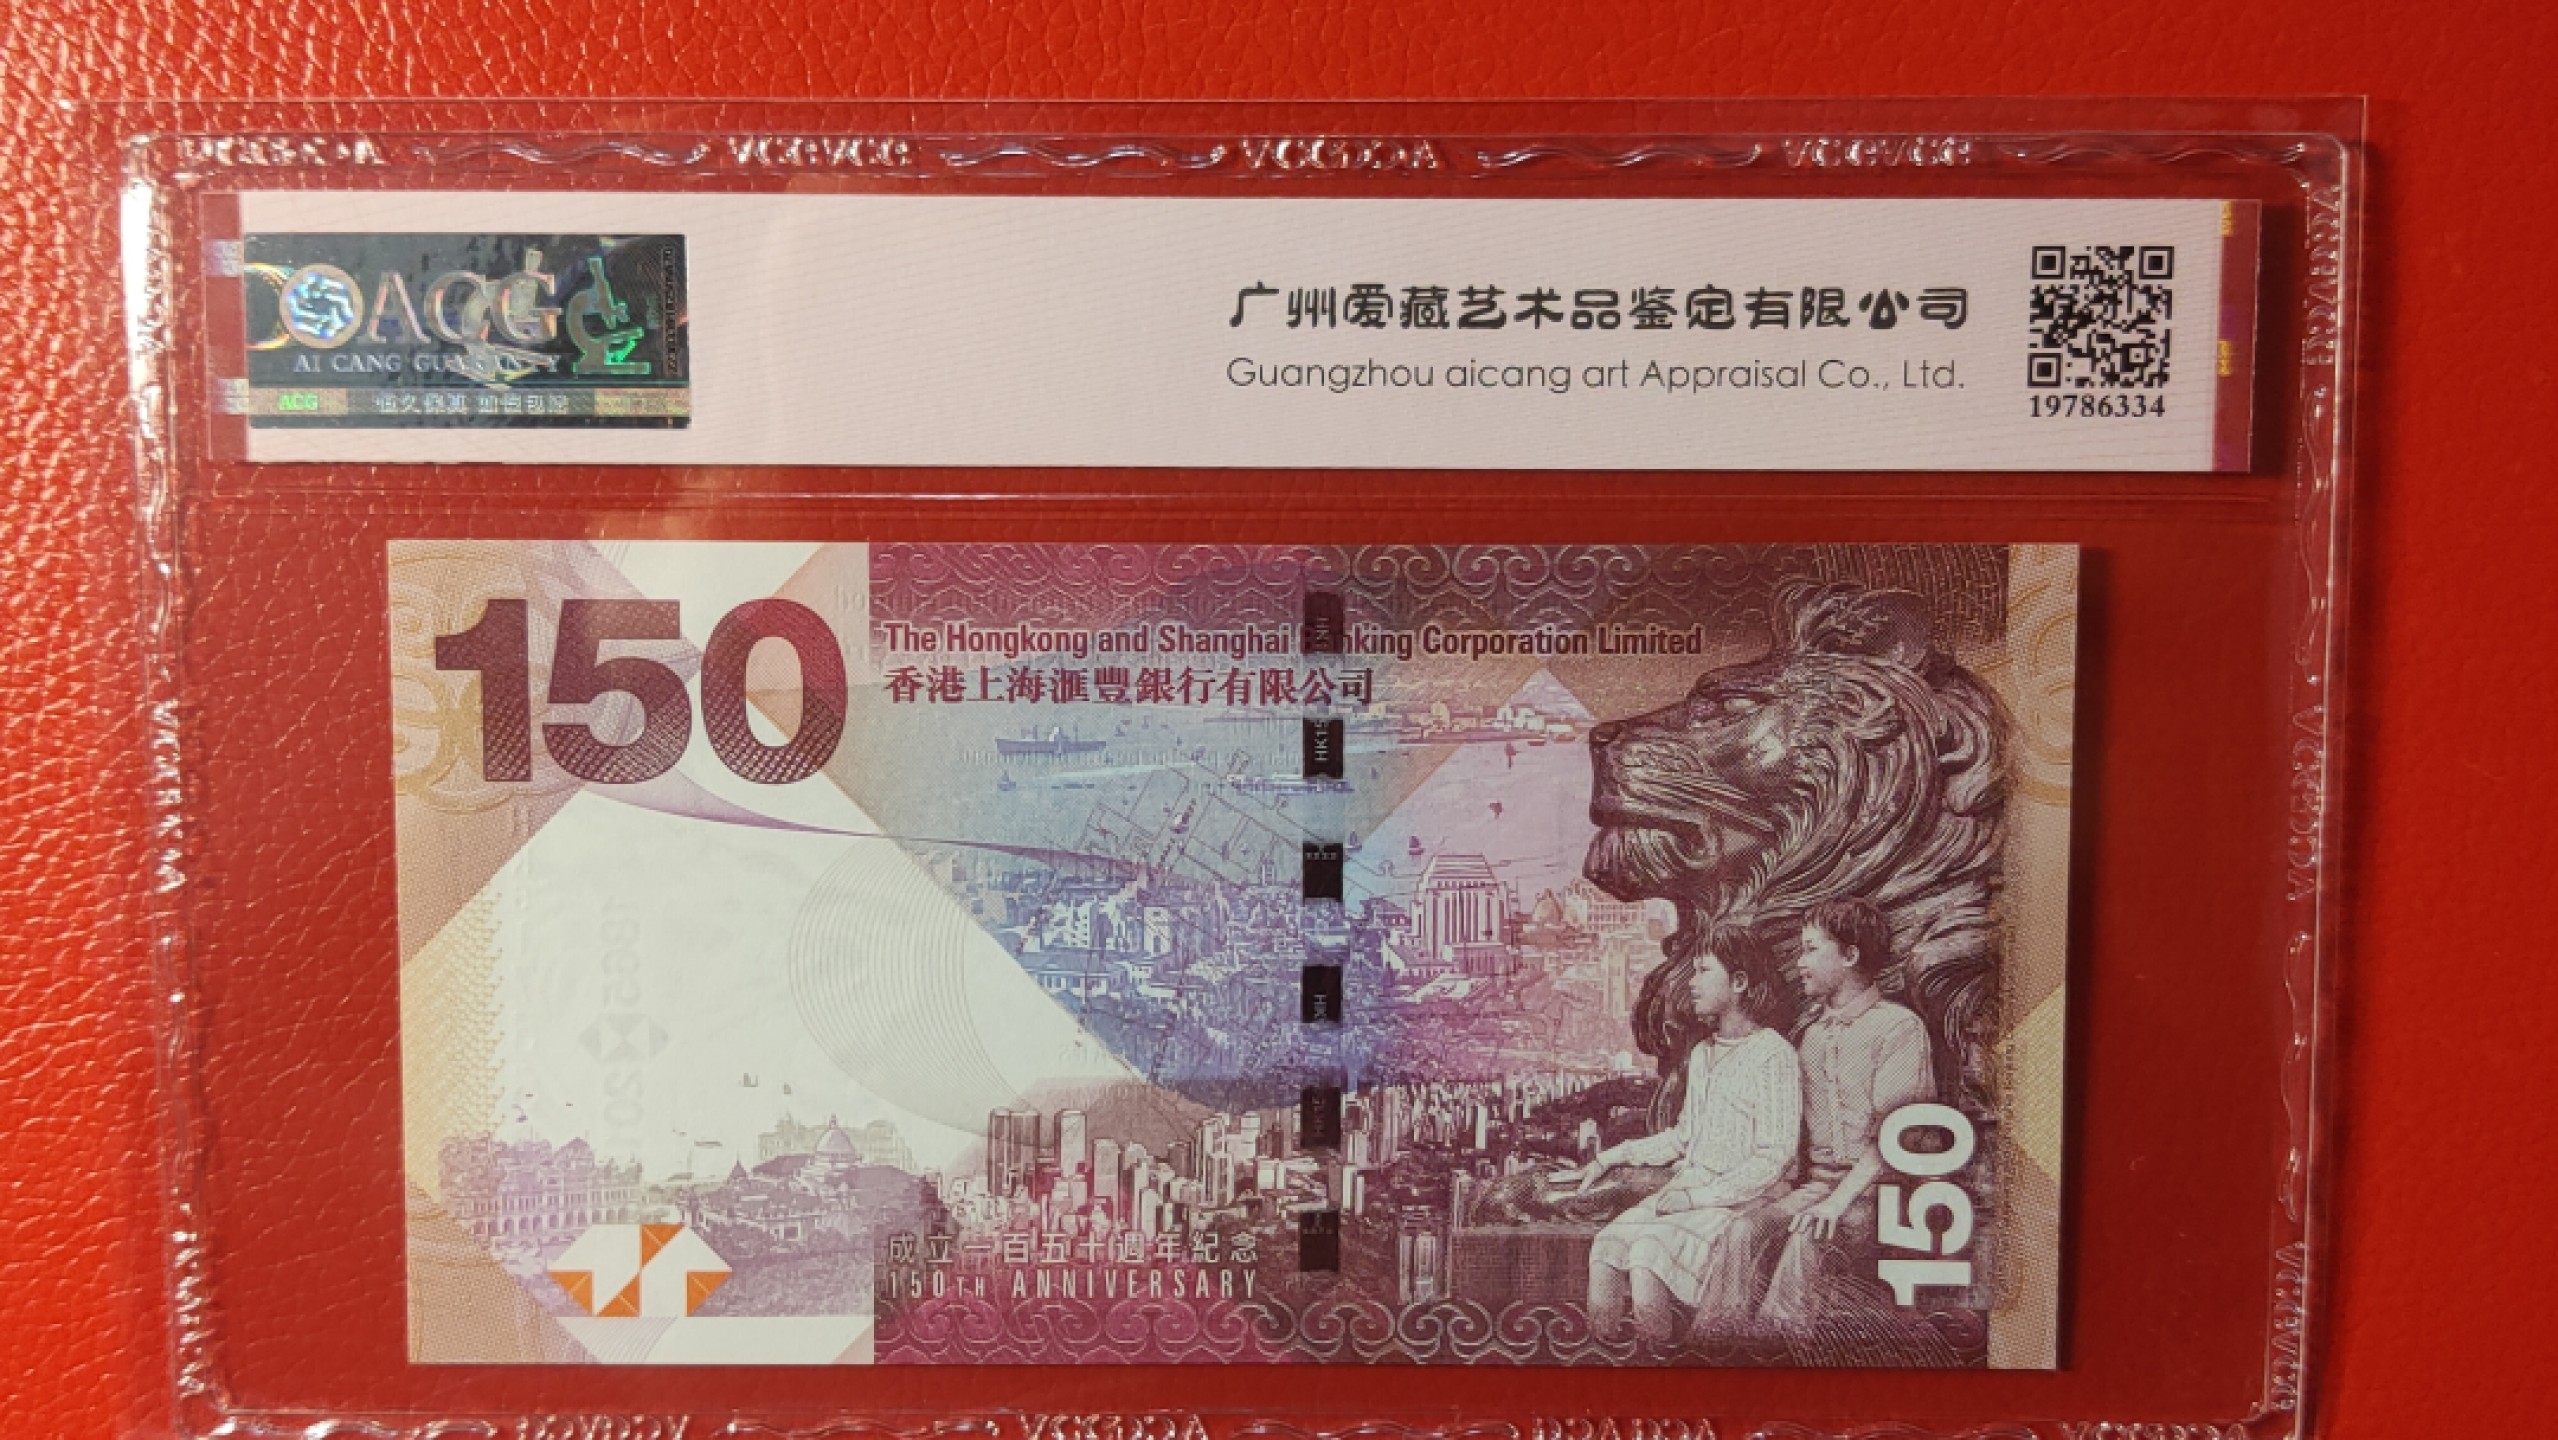 ACG
AI CANG GUARANTY
ACG
广州爱藏艺术品鉴定有限公司
Guangzhou aicang art Appraisal Co., Ltd.
19786334
150
The Hongkong and Shanghai Banking Corporation Limited
香港上海滙豐銀行有限公司
HK15
成立一百五十週年紀念
150TH ANNIVERSARY
150